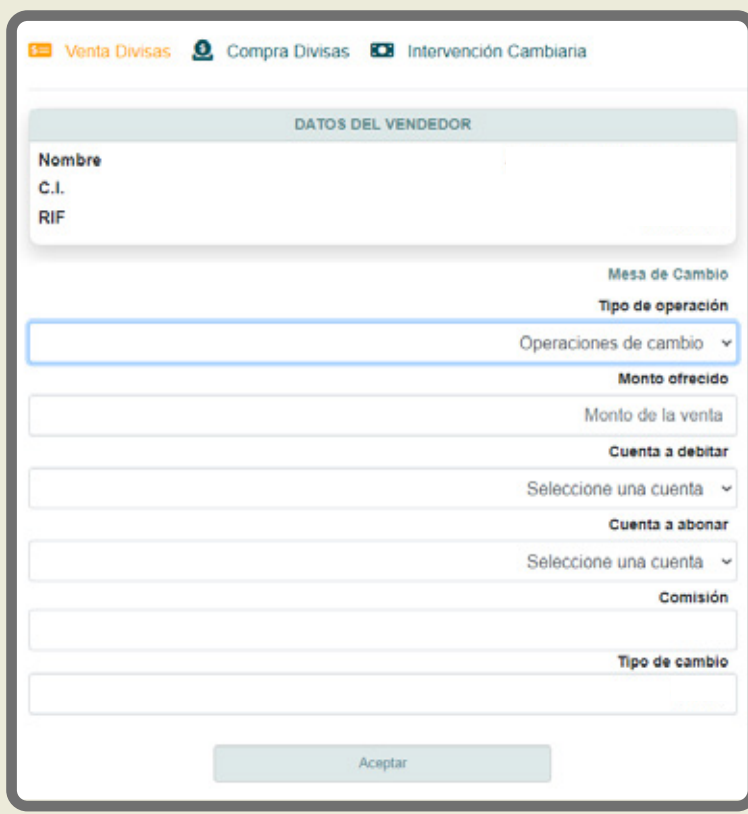 Venta Divisas Compra Divisas Intervención Cambiaria
DATOS DEL VENDEDOR
Nombre
C.I.
RIF
Mesa de Cambio
Tipo de operación
Operaciones de cambio
Monto ofrecido
Monto de la venta
Cuenta a debitar
Seleccione una cuenta
Cuenta a abonar
Seleccione una cuenta
Comisión
Tipo de cambio
Aceptar